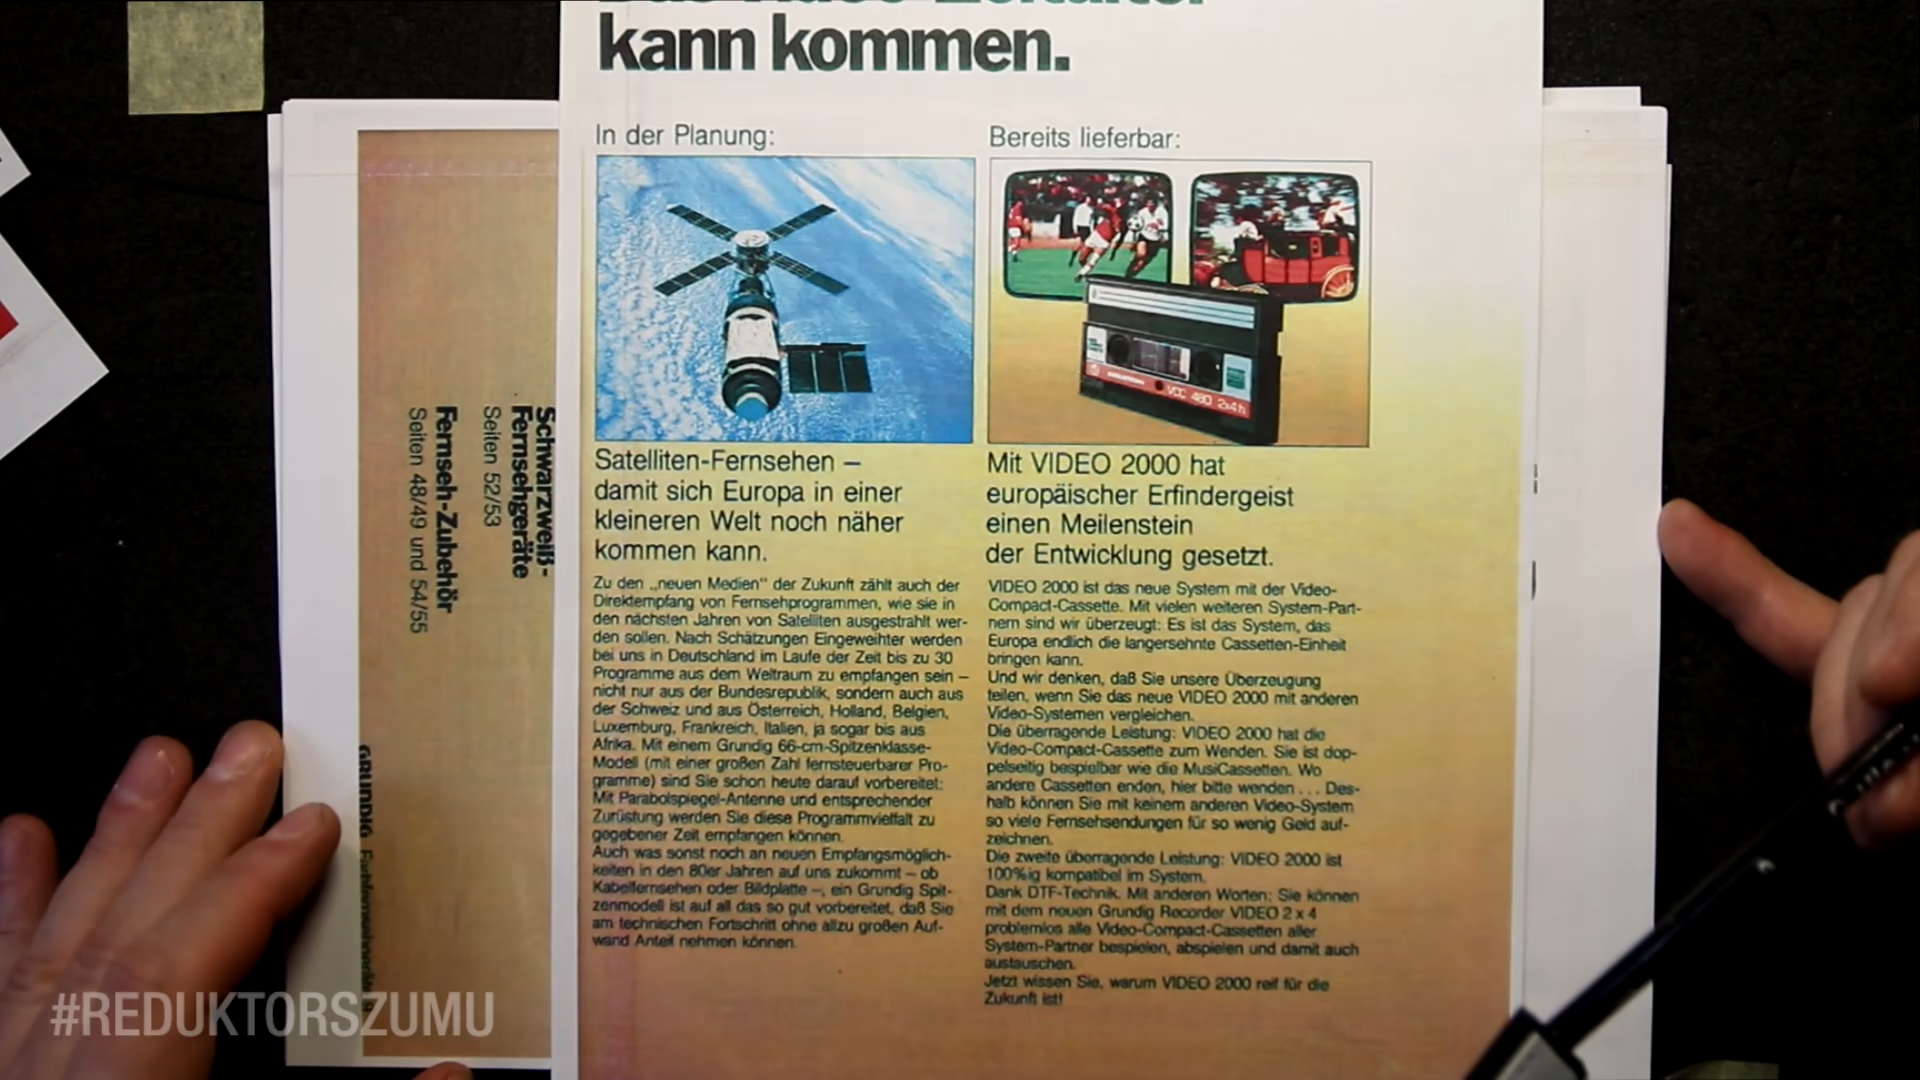 kann kommen.
In der Planung:
Satelliten-Fernsehen –
damit sich Europa in einer
kleineren Welt noch näher
kommen kann.
Zu den „neuen Medien“ der Zukunft zählt auch der
Direktempfang von Fernsehprogrammen, wie sie in
den nächsten Jahren von Satelliten ausgestrahlt wer-
den sollen. Nach Schätzungen Eingeweihter werden
bei uns in Deutschland im Laufe der Zeit bis zu 30
Programme aus dem Weltraum zu empfangen sein –
nicht nur aus der Bundesrepublik, sondern auch aus
der Schweiz und aus Österreich, Holland, Belgien,
Luxemburg, Frankreich, Italien, ja sogar bis aus
Afrika. Mit einem Grundig 66-cm-Spitzenklasse-
Modell (mit einer großen Zahl fernsteuerbarer Pro-
gramme) sind Sie schon heute darauf vorbereitet:
Mit Parabolspiegel-Antenne und entsprechender
Zurüstung werden Sie diese Programmvielfalt zu
gegebener Zeit empfangen können.
Auch was sonst noch an neuen Empfangsmöglich-
keiten in den 80er Jahren auf uns zukommt – ob
Kabelfernsehen oder Bildplatte –, ein Grundig Spit-
zenmodell ist auf all das so gut vorbereitet, daß Sie
am technischen Fortschritt ohne allzu großen Auf-
wand Anteil nehmen können.
Bereits lieferbar:
VCC 480 2x4h
Mit VIDEO 2000 hat
europäischer Erfindergeist
einen Meilenstein
der Entwicklung gesetzt.
VIDEO 2000 ist das neue System mit der Video-
Compact-Cassette. Mit vielen weiteren System-Part-
nern sind wir überzeugt: Es ist das System, das
Europa endlich die langersehnte Cassetten-Einheit
bringen kann.
Und wir denken, daß Sie unsere Überzeugung
teilen, wenn Sie das neue VIDEO 2000 mit anderen
Video-Systemen vergleichen.
Die überragende Leistung: VIDEO 2000 hat die
Video-Compact-Cassette zum Wenden. Sie ist dop-
pelseitig bespielbar wie die MusiCassetten. Wo
andere Cassetten enden, hier bitte wenden ... Des-
halb können Sie mit keinem anderen Video-System
so viele Fernsehsendungen für so wenig Geld auf-
zeichnen.
Die zweite überragende Leistung: VIDEO 2000 ist
100%ig kompatibel im System.
Dank DTF-Technik. Mit anderen Worten: Sie können
mit dem neuen Grundig Recorder VIDEO 2 x 4
problemlos alle Video-Compact-Cassetten aller
System-Partner bespielen, abspielen und damit auch
austauschen.
Jetzt wissen Sie, warum VIDEO 2000 reif für die
Zukunft ist!
Schwarzweiß-
Fernsehgeräte
Seiten 52/53
Fernseh-Zubehör
Seiten 48/49 und 54/55
GRUNDIG
#REDUKTORSZUMU